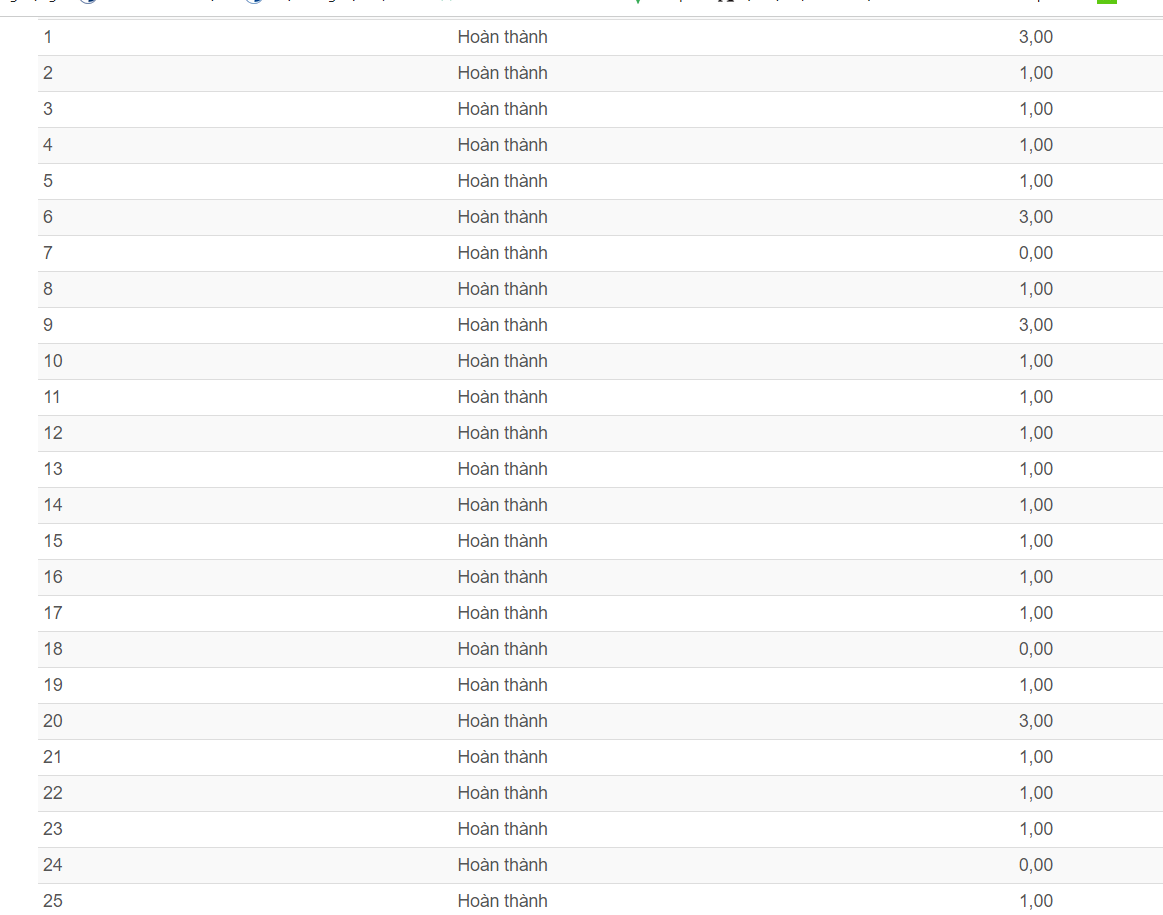 1 Hoàn thành 3,00
2 Hoàn thành 1,00
3 Hoàn thành 1,00
4 Hoàn thành 1,00
5 Hoàn thành 1,00
6 Hoàn thành 3,00
7 Hoàn thành 0,00
8 Hoàn thành 1,00
9 Hoàn thành 3,00
10 Hoàn thành 1,00
11 Hoàn thành 1,00
12 Hoàn thành 1,00
13 Hoàn thành 1,00
14 Hoàn thành 1,00
15 Hoàn thành 1,00
16 Hoàn thành 1,00
17 Hoàn thành 1,00
18 Hoàn thành 0,00
19 Hoàn thành 1,00
20 Hoàn thành 3,00
21 Hoàn thành 1,00
22 Hoàn thành 1,00
23 Hoàn thành 1,00
24 Hoàn thành 0,00
25 Hoàn thành 1,00